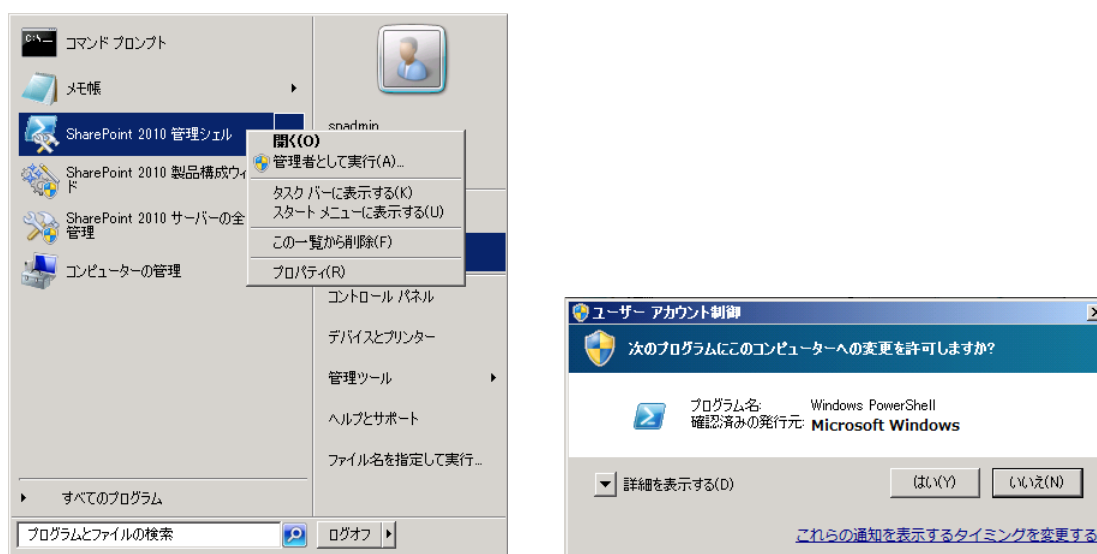 コマンド プロンプト
メモ帳
SharePoint 2010 管理シェル
SharePoint 2010 製品構成ウィ
ド
SharePoint 2010 サーバーの全
管理
コンピューターの管理
すべてのプログラム
プログラムとファイルの検索
spadmin
コントロール パネル
デバイスとプリンター
管理ツール
ヘルプとサポート
ファイル名を指定して実行...
ログオフ
開く(O)
管理者として実行(A)...
タスク バーに表示する(K)
スタート メニューに表示する(U)
この一覧から削除(F)
プロパティ(R)
ユーザー アカウント制御
次のプログラムにこのコンピューターへの変更を許可しますか?
プログラム名: Windows PowerShell
確認済みの発行元: Microsoft Windows
詳細を表示する(D)
はい(Y)
いいえ(N)
これらの通知を表示するタイミングを変更する